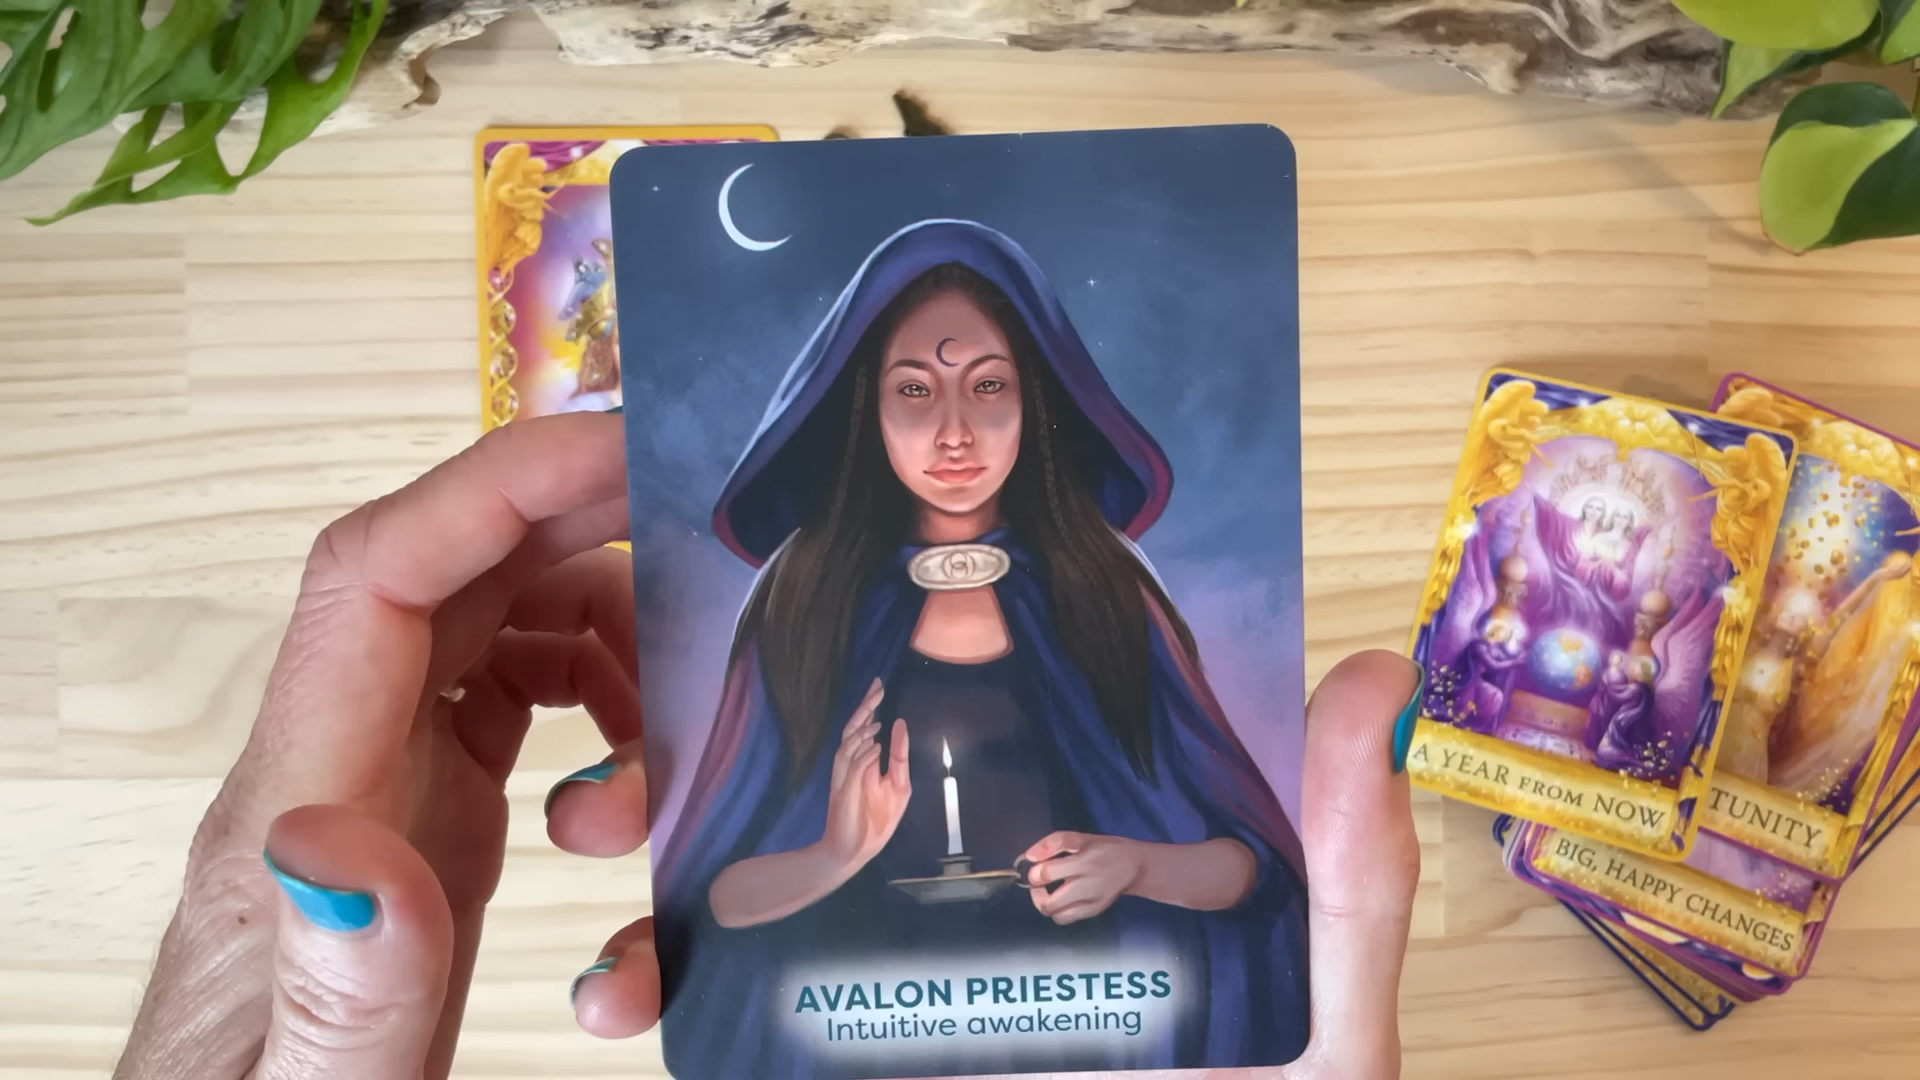 AVALON PRIESTESS
Intuitive awakening
A YEAR FROM NOW
TUNITY
BIG, HAPPY CHANGES